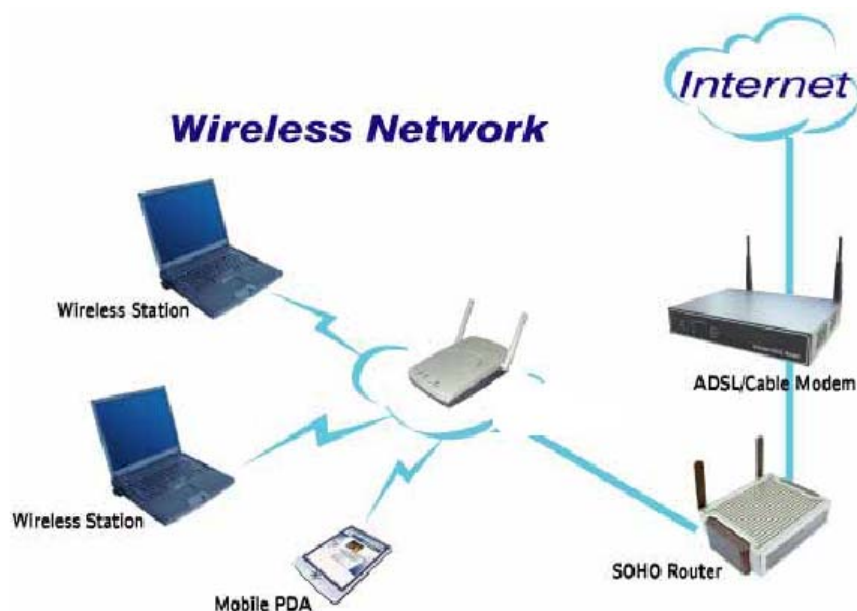 Internet
Wireless Network
Wireless Station
ADSL/Cable Modem
Wireless Station
SOHO Router
Mobile PDA